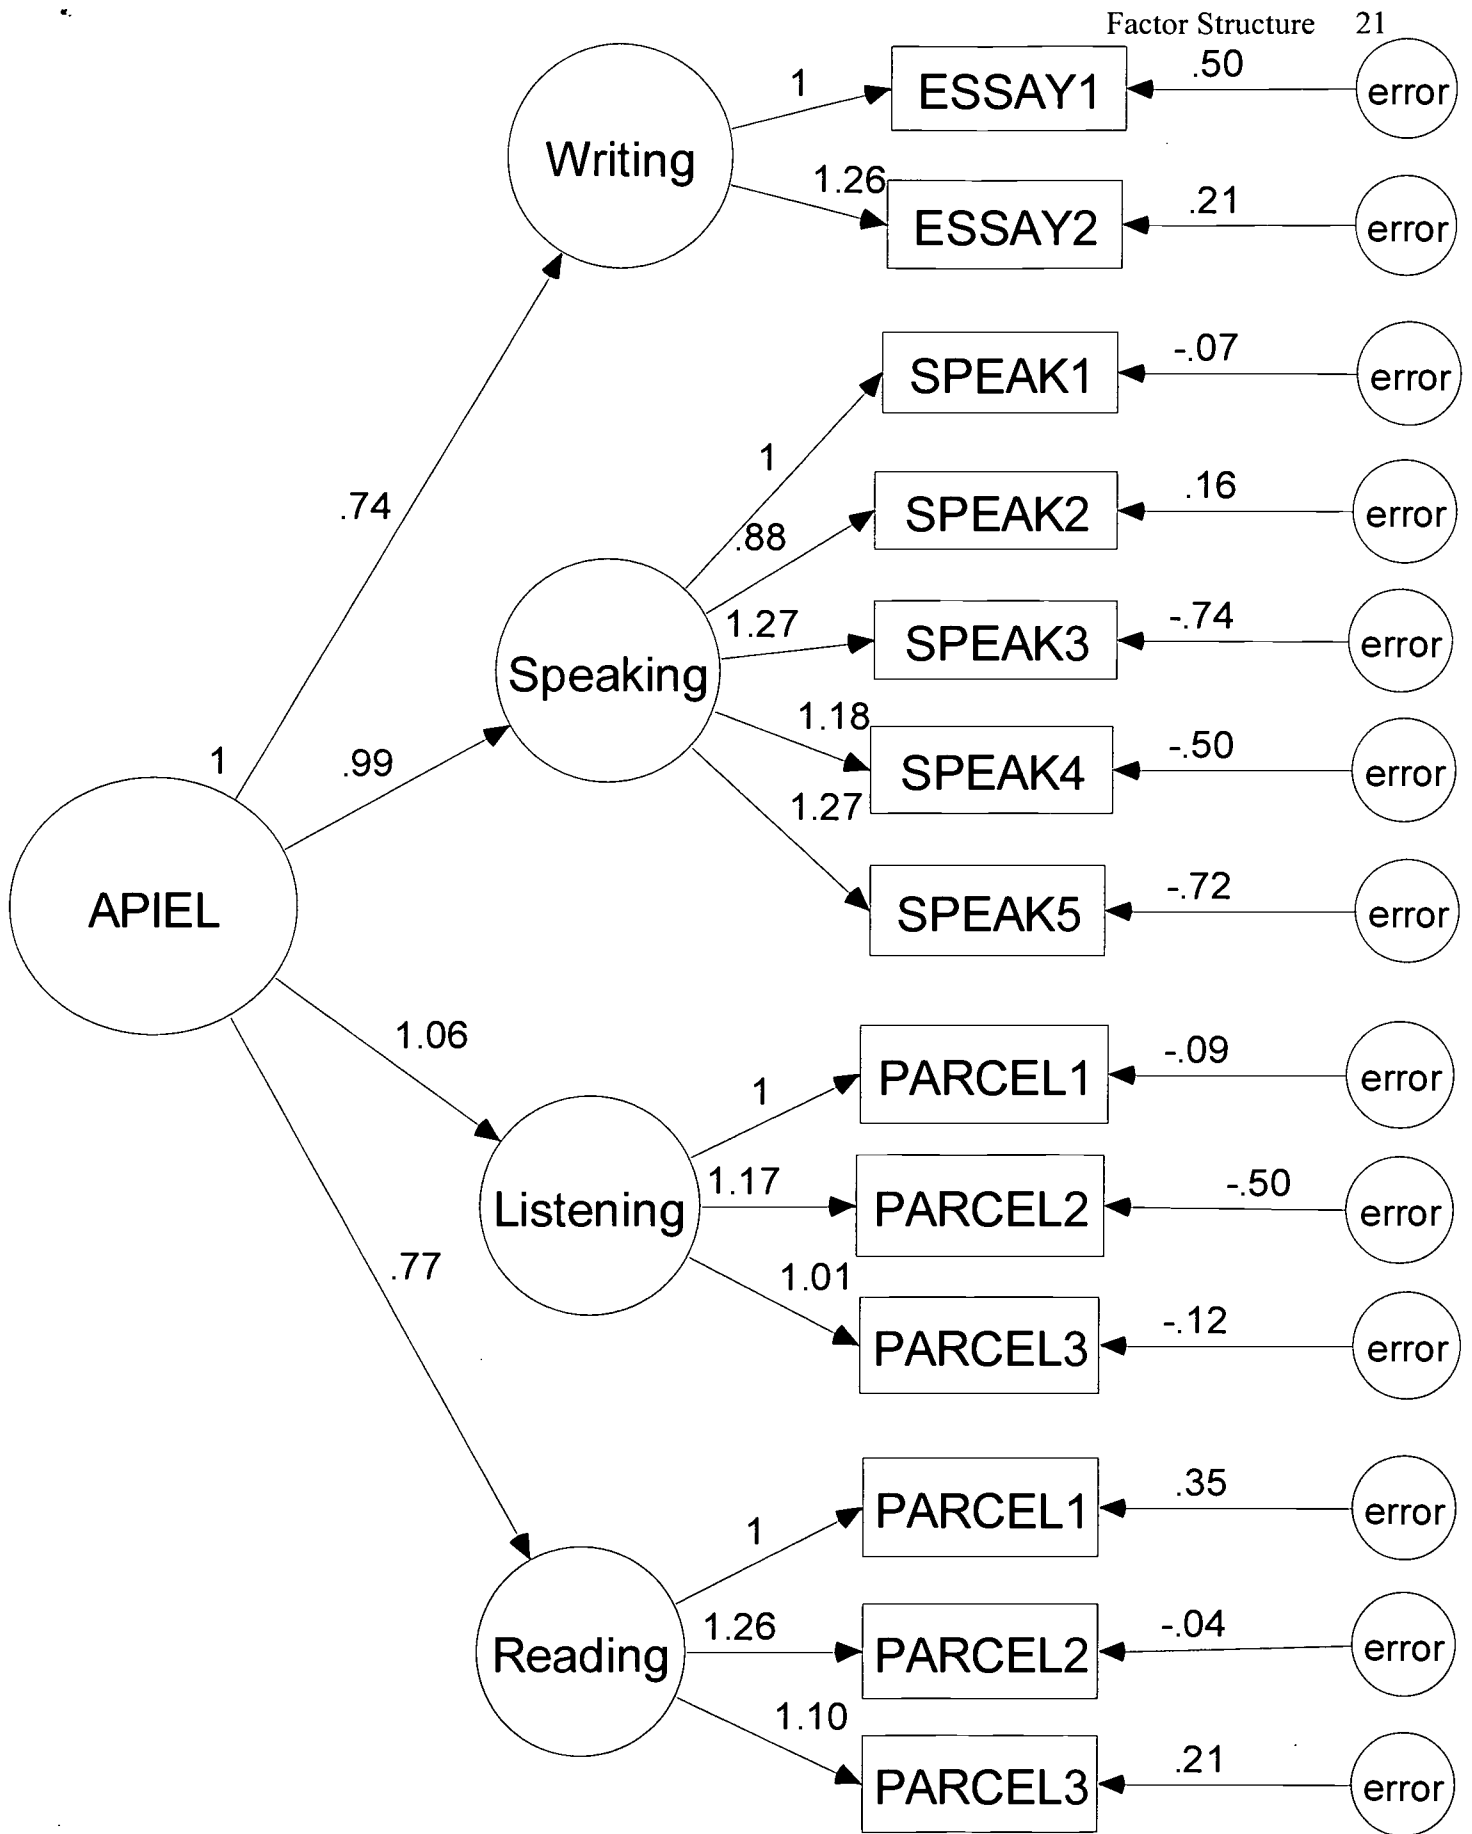 Factor Structure 21
1
ESSAY1
.50
error
Writing
1.26
ESSAY2
.21
error
SPEAK1
-.07
error
1
.74
SPEAK2
.16
error
.88
1.27
SPEAK3
-.74
error
Speaking
1.18
SPEAK4
-.50
error
1
.99
1.27
SPEAK5
-.72
error
APIEL
1.06
1
PARCEL1
-.09
error
Listening
1.17
PARCEL2
-.50
error
.77
1.01
PARCEL3
-.12
error
1
PARCEL1
.35
error
Reading
1.26
PARCEL2
-.04
error
1.10
PARCEL3
.21
error